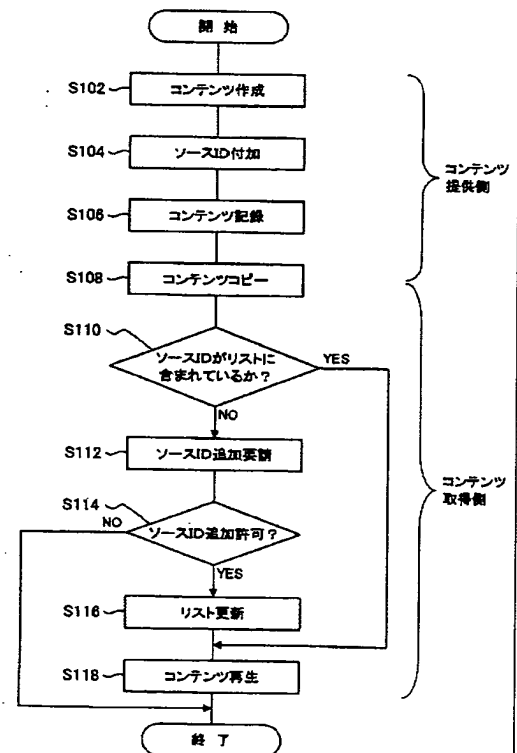 開 始
S102
コンテンツ作成
S104
ソースID付加
コンテンツ
提供側
S106
コンテンツ記録
S108
コンテンツコピー
S110
ソースIDがリストに
含まれているか?
YES
NO
S112
ソースID追加要請
コンテンツ
取得側
S114
NO
ソースID追加許可?
YES
S116
リスト更新
S118
コンテンツ再生
終 了